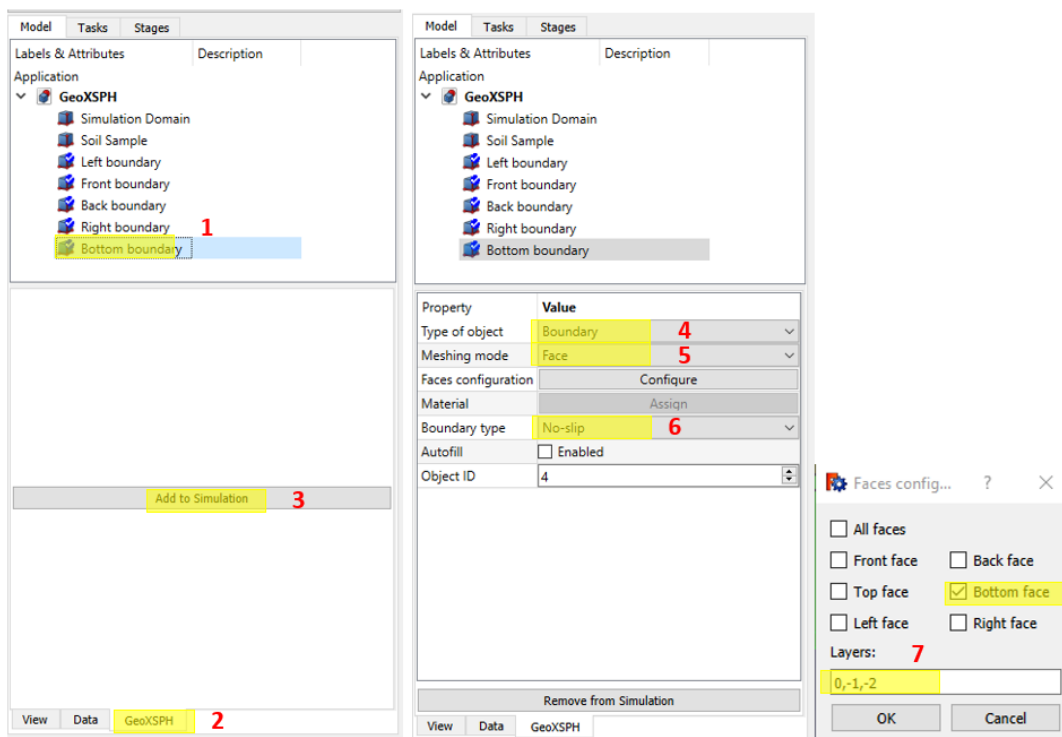 Model Tasks Stages
Labels & Attributes Description
Application
GeoXSPH
Simulation Domain
Soil Sample
Left boundary
Front boundary
Back boundary
Right boundary 1
Bottom boundary
Add to Simulation 3
View Data GeoXSPH 2
Model Tasks Stages
Labels & Attributes Description
Application
GeoXSPH
Simulation Domain
Soil Sample
Left boundary
Front boundary
Back boundary
Right boundary
Bottom boundary
Property Value
Type of object Boundary 4
Meshing mode Face 5
Faces configuration Configure
Material Assign
Boundary type No-slip 6
Autofill Enabled
Object ID 4
Remove from Simulation
View Data GeoXSPH
Faces config... ? ×
All faces
Front face Back face
Top face Bottom face
Left face Right face
Layers: 7
0,-1,-2
OK Cancel